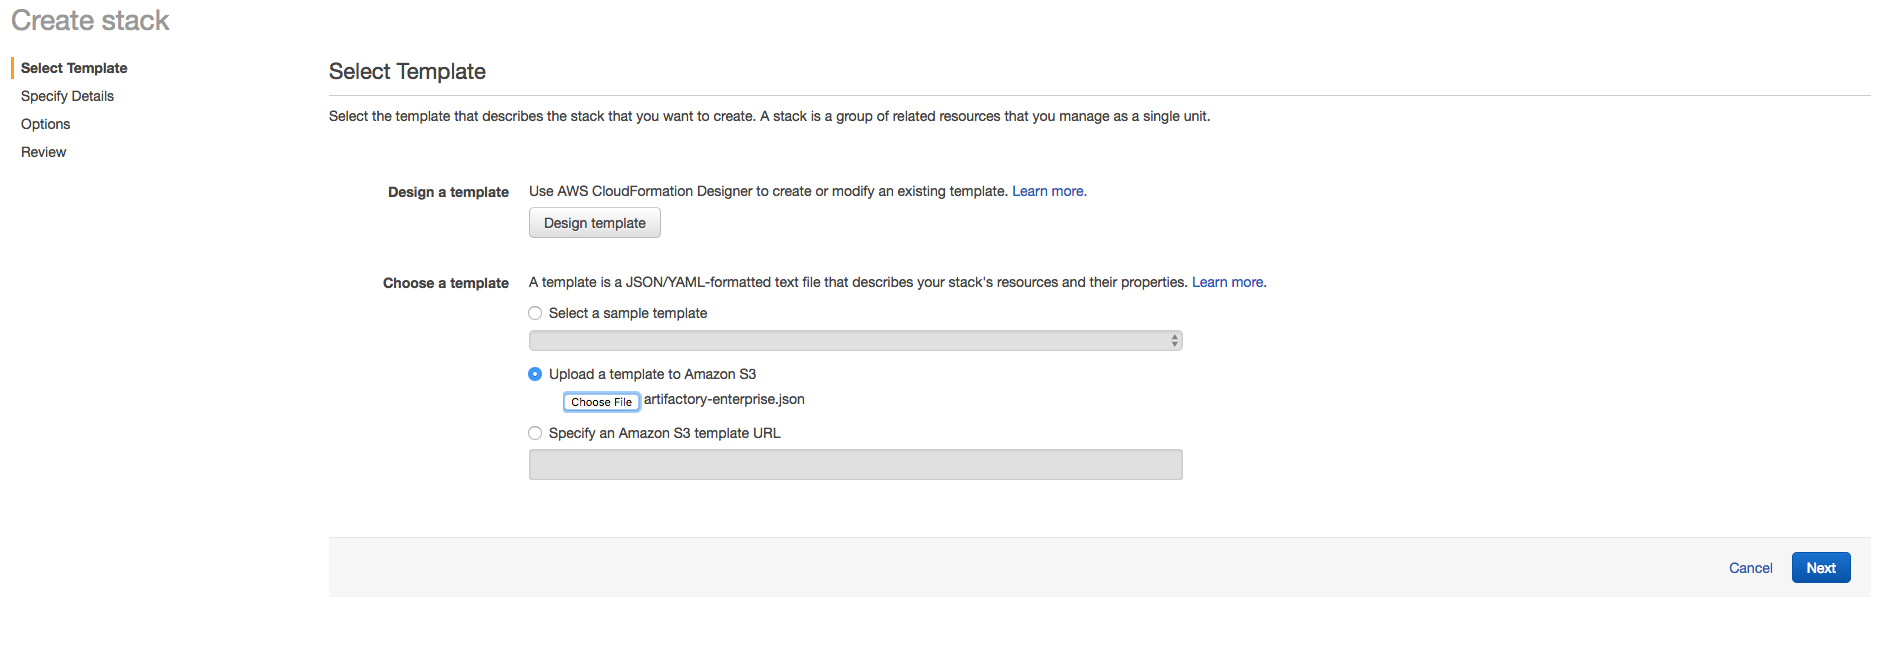 Create stack
Select Template
Specify Details
Options
Review
Select Template
Select the template that describes the stack that you want to create. A stack is a group of related resources that you manage as a single unit.
Design a template
Use AWS CloudFormation Designer to create or modify an existing template. Learn more.
Design template
Choose a template
A template is a JSON/YAML-formatted text file that describes your stack's resources and their properties. Learn more.
Select a sample template
Upload a template to Amazon S3
Choose File artifactory-enterprise.json
Specify an Amazon S3 template URL
Cancel
Next